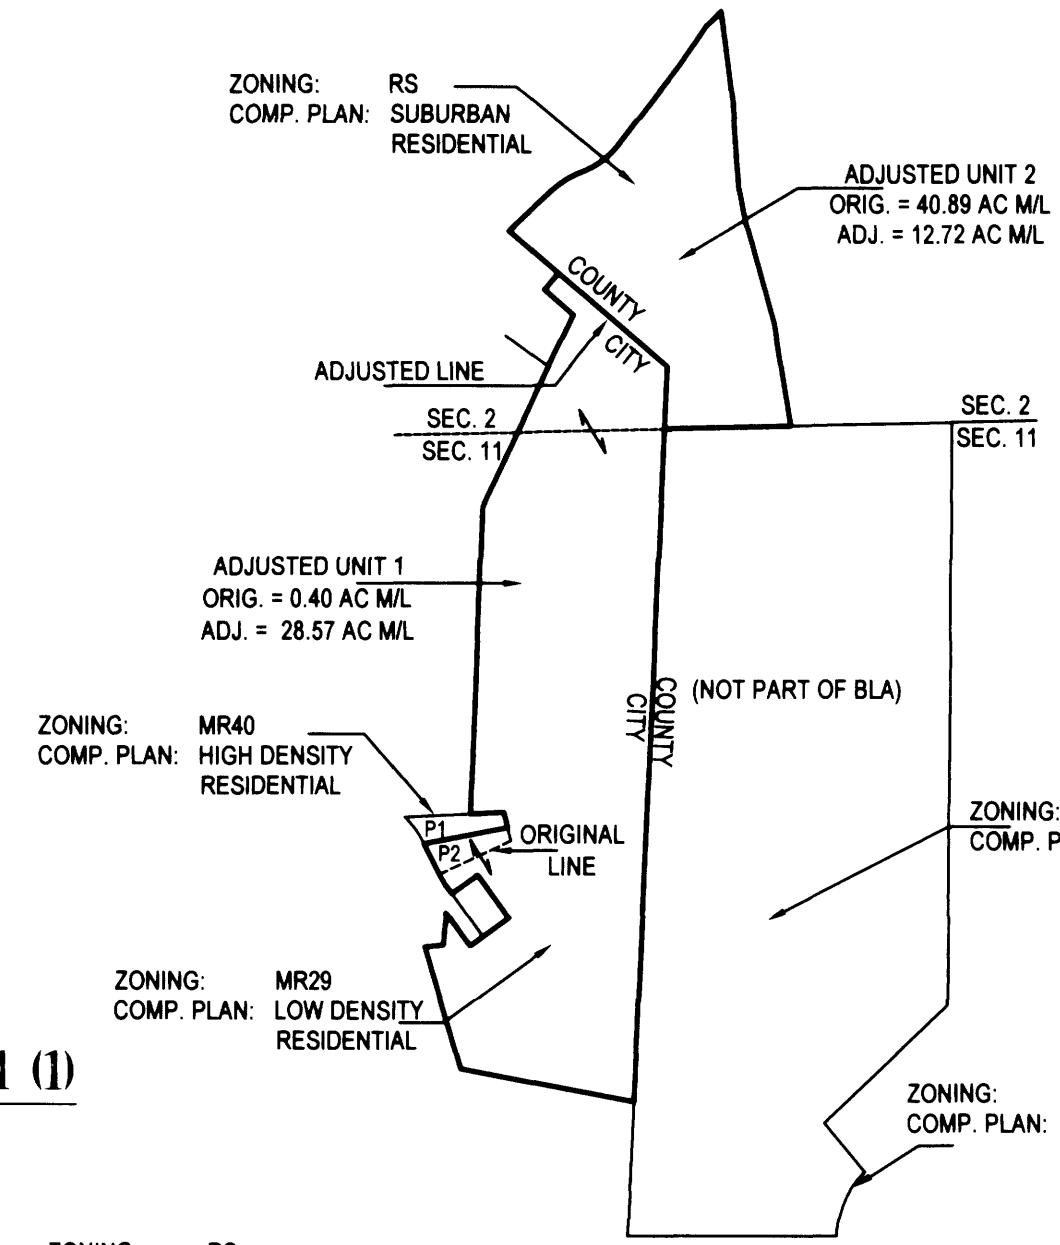 ZONING: RS
COMP. PLAN: SUBURBAN
RESIDENTIAL
ADJUSTED UNIT 2
ORIG. = 40.89 AC M/L
ADJ. = 12.72 AC M/L
COUNTY
CITY
ADJUSTED LINE
SEC. 2
SEC. 11
SEC. 2
SEC. 11
ADJUSTED UNIT 1
ORIG. = 0.40 AC M/L
ADJ. = 28.57 AC M/L
COUNTY
CITY
(NOT PART OF BLA)
ZONING: MR40
COMP. PLAN: HIGH DENSITY
RESIDENTIAL
P1
P2
ORIGINAL
LINE
ZONING:
COMP. P
ZONING: MR29
COMP. PLAN: LOW DENSITY
RESIDENTIAL
(1)
ZONING:
COMP. PLAN: